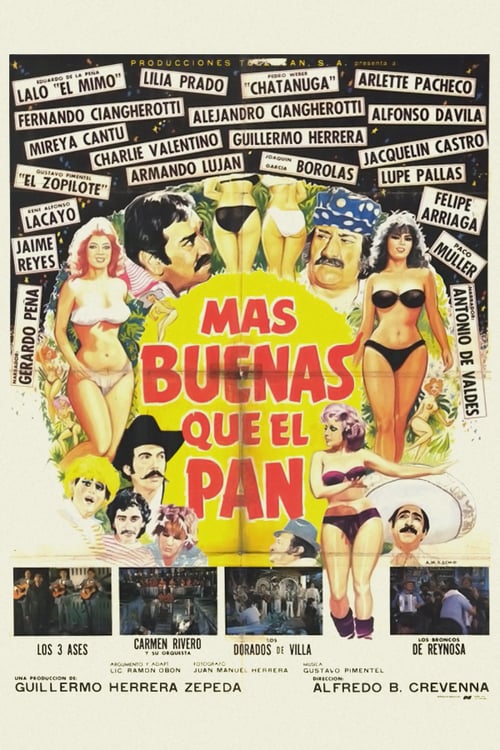 PRODUCCIONES S. A. presenta a
EDUARDO DE LA PEÑA
LALO "EL MIMO"
LILIA PRADO
PEDRO WEBER
"CHATANUGA"
ARLETTE PACHECO
FERNANDO CIANGHEROTTI
ALEJANDRO CIANGHEROTTI
ALFONSO DAVILA
MIREYA CANTU
CHARLIE VALENTINO
GUILLERMO HERRERA
JACQUELIN CASTRO
GUSTAVO PIMENTEL
"EL ZOPILOTE"
ARMANDO LUJAN
JOAQUIN GARCIA
BOROLAS
LUPE PALLAS
RENE ALFONSO
LACAYO
FELIPE
ARRIAGA
JAIME
REYES
PACO
MULLER
NARRADOR:
GERARDO PEÑA
NARRADOR
ANTONIO DE VALDES
MAS
BUENAS
QUE EL
PAN
LOS 3 ASES
CARMEN RIVERO
Y SU ORQUESTA
LOS
DORADOS DE VILLA
LOS BRONCOS
DE REYNOSA
ARGUMENTO Y ADAPT.
LIC. RAMON OBON
FOTOGRAFO
JUAN MANUEL HERRERA
MUSICA
GUSTAVO PIMENTEL
UNA PRODUCCION DE:
GUILLERMO HERRERA ZEPEDA
DIRECCION:
ALFREDO B. CREVENNA